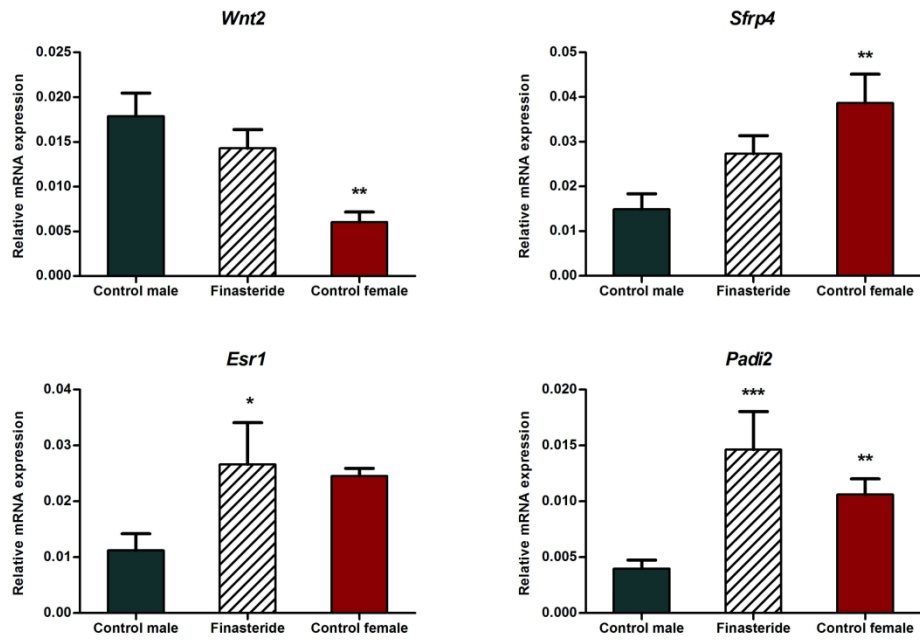 Wnt2
Relative mRNA expression
0.025
0.020
0.015
0.010
0.005
0.000
**
Control male Finasteride Control female
Sfrp4
Relative mRNA expression
0.05
0.04
0.03
0.02
0.01
0.00
**
Control male Finasteride Control female
Esr1
Relative mRNA expression
0.04
0.03
0.02
0.01
0.00
*
Control male Finasteride Control female
Padi2
Relative mRNA expression
0.020
0.015
0.010
0.005
0.000
***
**
Control male Finasteride Control female